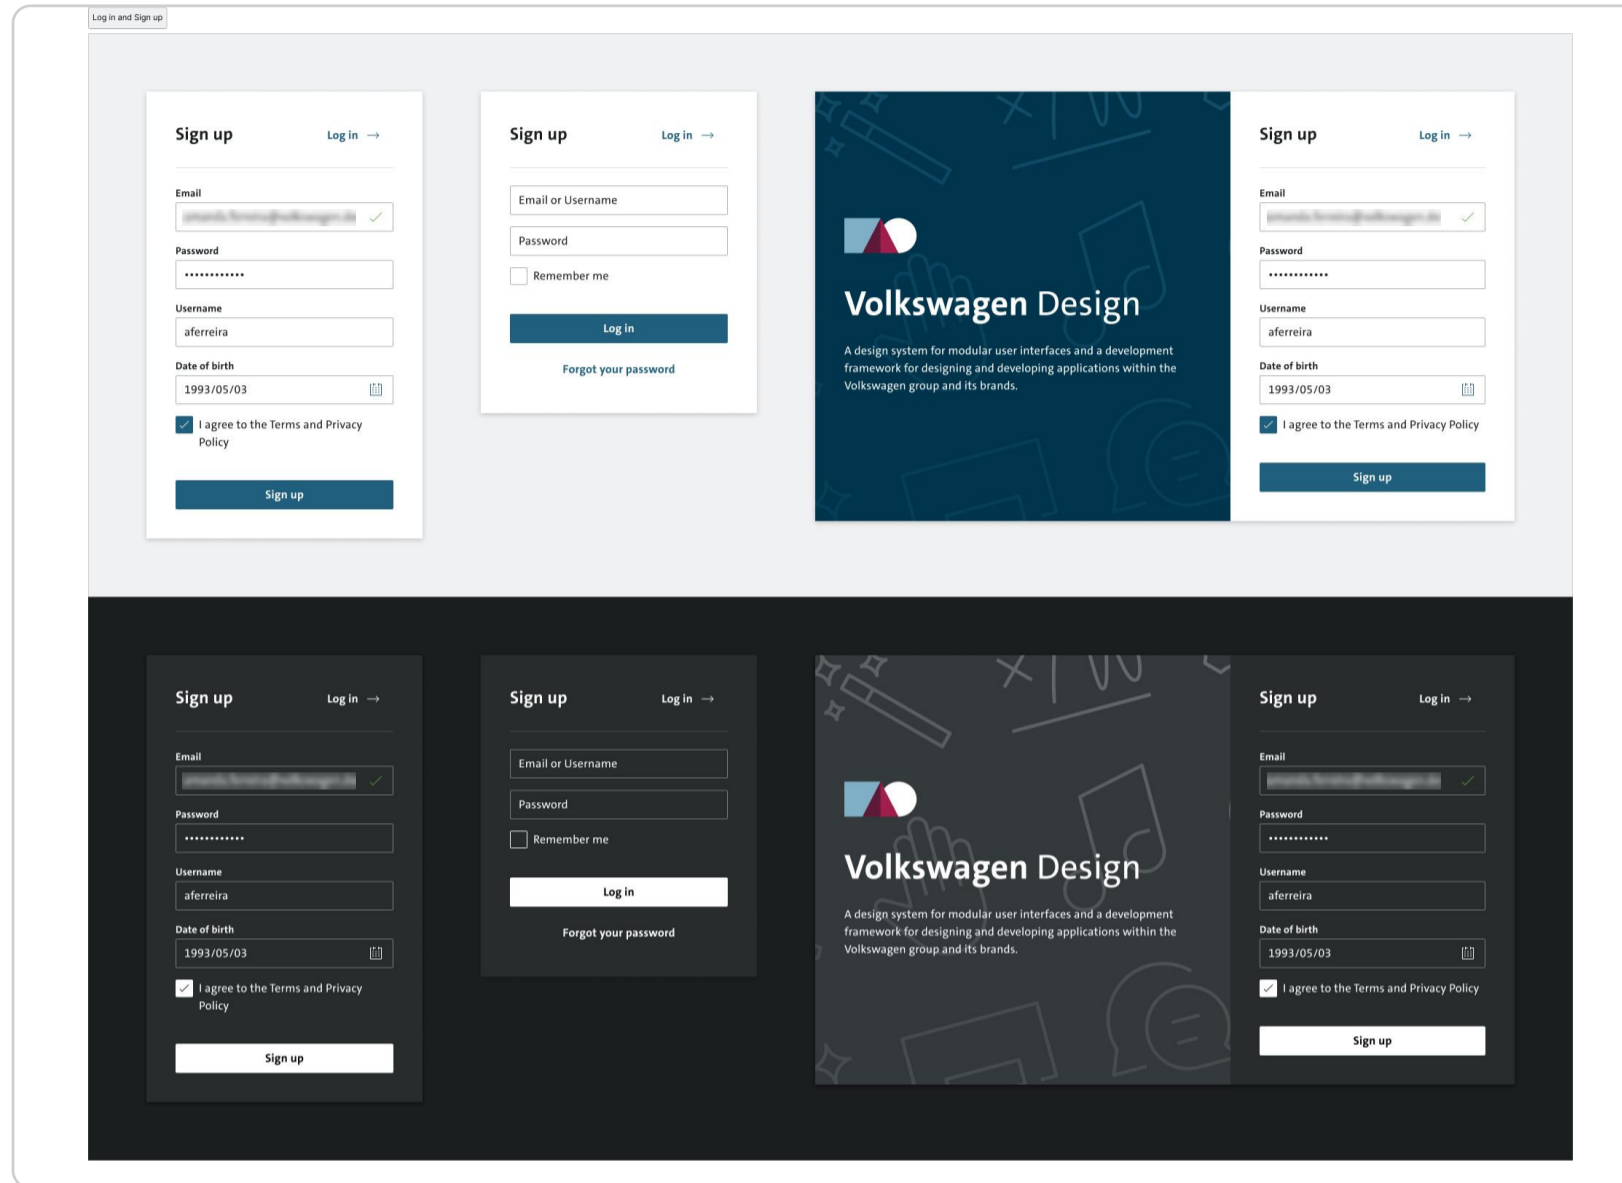 Log in and Sign up
Sign up
Log in →
Email
Password
••••••••••••
Username
aferreira
Date of birth
1993/05/03
I agree to the Terms and Privacy
Policy
Sign up
Sign up
Log in →
Email or Username
Password
Remember me
Log in
Forgot your password
Volkswagen Design
A design system for modular user interfaces and a development
framework for designing and developing applications within the
Volkswagen group and its brands.
Sign up
Log in →
Email
Password
••••••••••••
Username
aferreira
Date of birth
1993/05/03
I agree to the Terms and Privacy Policy
Sign up
Sign up
Log in →
Email
Password
••••••••••••
Username
aferreira
Date of birth
1993/05/03
I agree to the Terms and Privacy
Policy
Sign up
Sign up
Log in →
Email or Username
Password
Remember me
Log in
Forgot your password
Volkswagen Design
A design system for modular user interfaces and a development
framework for designing and developing applications within the
Volkswagen group and its brands.
Sign up
Log in →
Email
Password
••••••••••••
Username
aferreira
Date of birth
1993/05/03
I agree to the Terms and Privacy Policy
Sign up